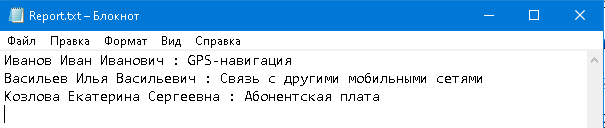 Report.txt – Блокнот
Файл Правка Формат Вид Справка
Иванов Иван Иванович : GPS-навигация
Васильев Илья Васильевич : Связь с другими мобильными сетями
Козлова Екатерина Сергеевна : Абонентская плата